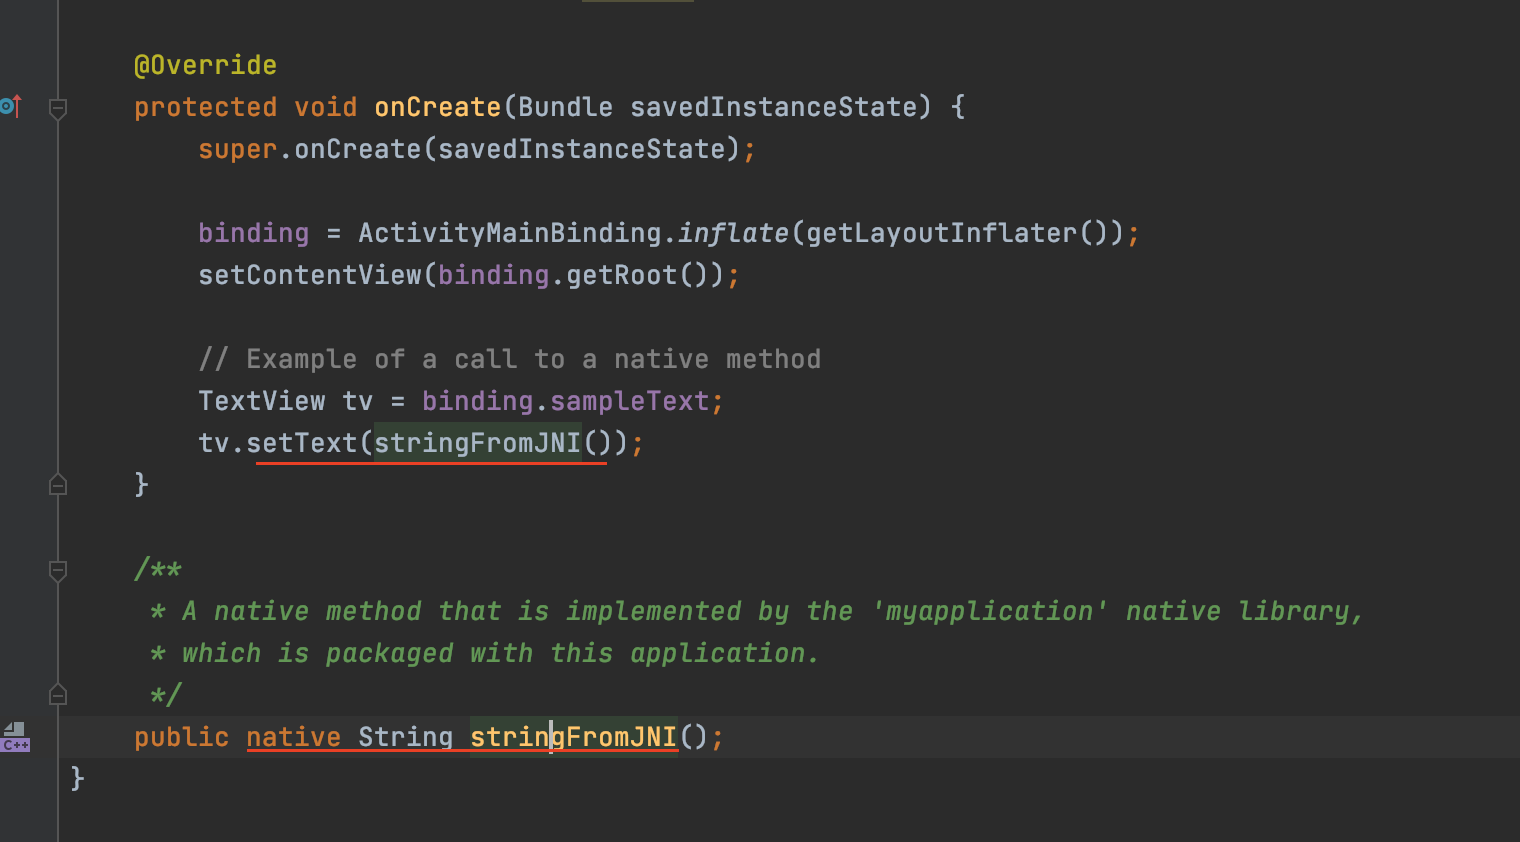 @Override
protected void onCreate(Bundle savedInstanceState) {
super.onCreate(savedInstanceState);
binding = ActivityMainBinding.inflate(getLayoutInflater());
setContentView(binding.getRoot());
// Example of a call to a native method
TextView tv = binding.sampleText;
tv.setText(stringFromJNI());
}
/**
* A native method that is implemented by the 'myapplication' native library,
* which is packaged with this application.
*/
C++ public native String stringFromJNI();
}